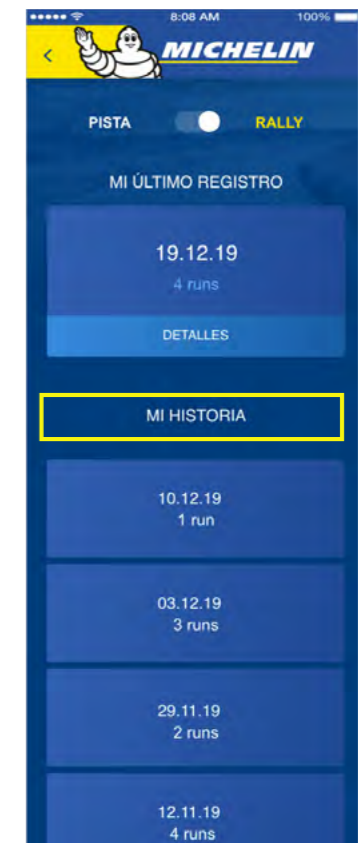 8:08 AM 100%
MICHELIN
PISTA RALLY
MI ÚLTIMO REGISTRO
19.12.19
4 runs
DETALLES
MI HISTORIA
10.12.19
1 run
03.12.19
3 runs
29.11.19
2 runs
12.11.19
4 runs